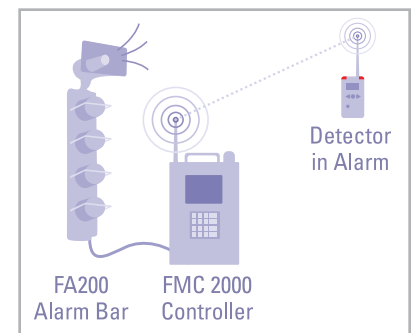 Detector
in Alarm
FA200
Alarm Bar
FMC 2000
Controller